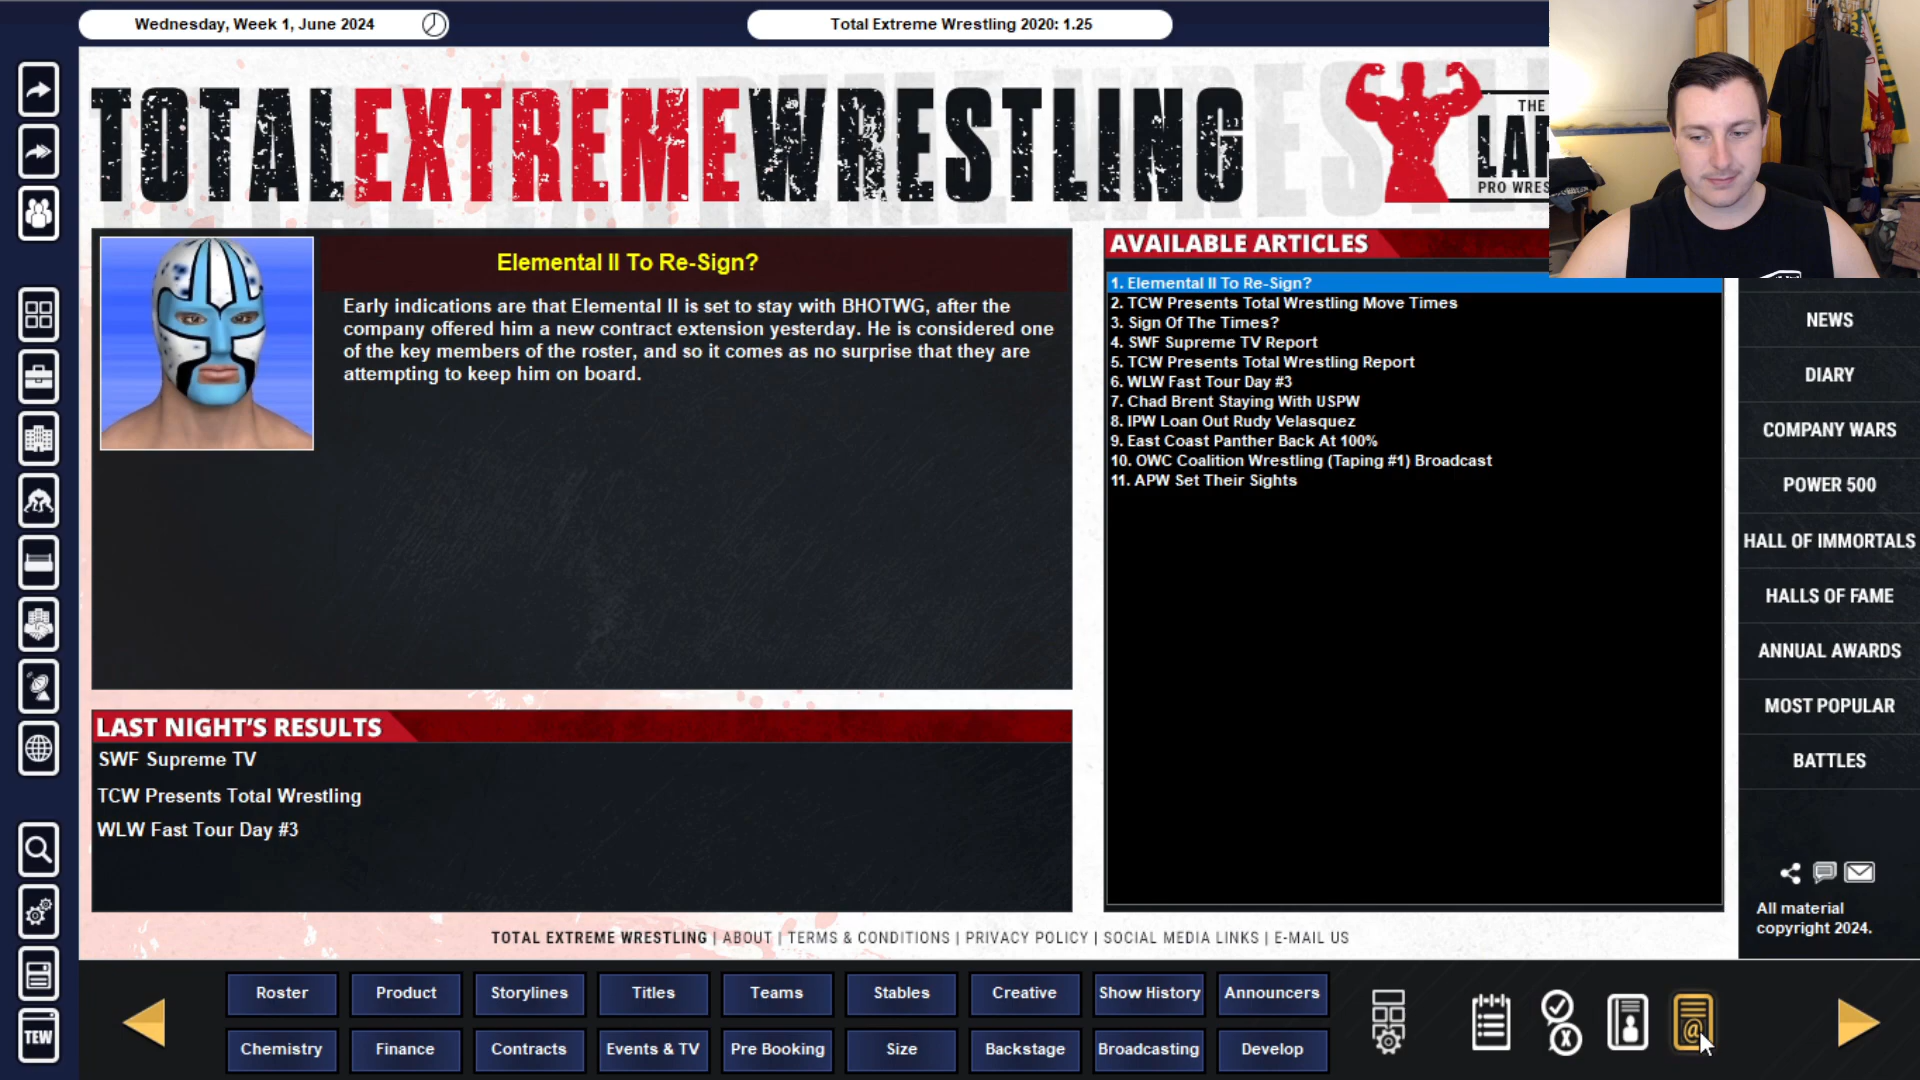 Wednesday, Week 1, June 2024
Total Extreme Wrestling 2020: 1.25
TOTALEXTREMEWRESTLING
THE
PRO WRES
Elemental II To Re-Sign?
Early indications are that Elemental II is set to stay with BHOTWG, after the
company offered him a new contract extension yesterday. He is considered one
of the key members of the roster, and so it comes as no surprise that they are
attempting to keep him on board.
AVAILABLE ARTICLES
1. Elemental II To Re-Sign?
2. TCW Presents Total Wrestling Move Times
3. Sign Of The Times?
4. SWF Supreme TV Report
5. TCW Presents Total Wrestling Report
6. WLW Fast Tour Day #3
7. Chad Brent Staying With USPW
8. IPW Loan Out Rudy Velasquez
9. East Coast Panther Back At 100%
10. OWC Coalition Wrestling (Taping #1) Broadcast
11. APW Set Their Sights
NEWS
DIARY
COMPANY WARS
POWER 500
HALL OF IMMORTALS
HALLS OF FAME
ANNUAL AWARDS
MOST POPULAR
BATTLES
All material
copyright 2024.
LAST NIGHT'S RESULTS
SWF Supreme TV
TCW Presents Total Wrestling
WLW Fast Tour Day #3
TOTAL EXTREME WRESTLING | ABOUT | TERMS & CONDITIONS | PRIVACY POLICY | SOCIAL MEDIA LINKS | E-MAIL US
TEW
Roster Product Storylines Titles Teams Stables Creative Show History Announcers
Chemistry Finance Contracts Events & TV Pre Booking Size Backstage Broadcasting Develop